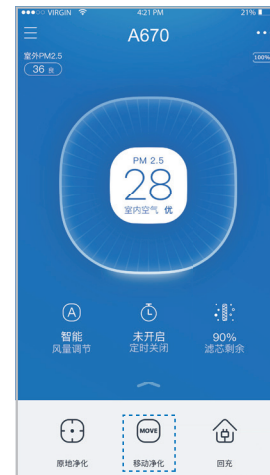 VIRGIN 4:21 PM 21%
A670
室外PM2.5
36 良
100%
PM 2.5
28
室内空气 优
A
智能 未开启 90%
风量调节 定时关闭 滤芯剩余
MOVE
原地净化 移动净化 回充